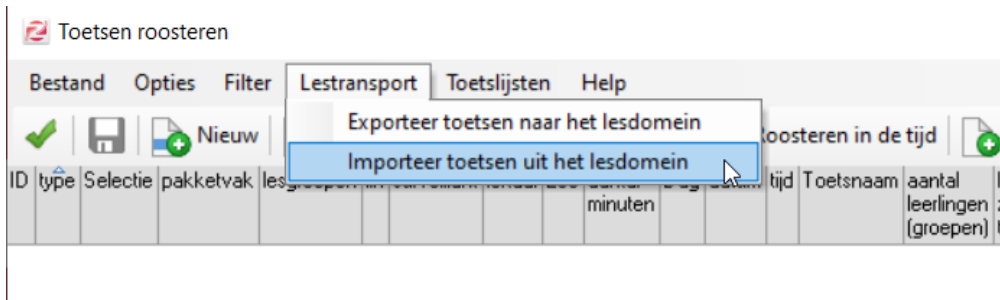 Toetsen roosteren
Bestand Opties Filter Lestransport Toetslijsten Help
Exporteer toetsen naar het lesdomein
Nieuw Roosteren in de tijd
Importeer toetsen uit het lesdomein
ID type Selectie pakketvak tijd Toetsnaam aantal
minuten leerlingen
(groepen)